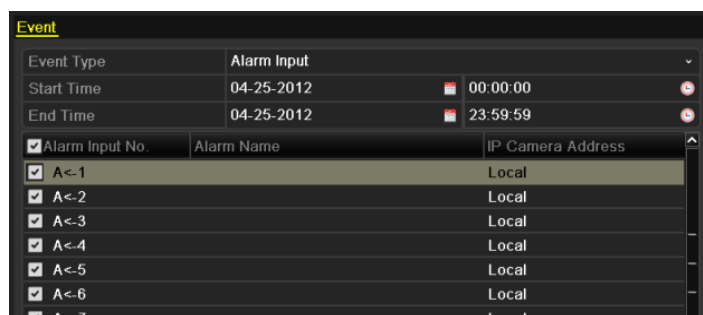 Event
Event Type Alarm Input
Start Time 04-25-2012 00:00:00
End Time 04-25-2012 23:59:59
Alarm Input No. Alarm Name IP Camera Address
A<-1 Local
A<-2 Local
A<-3 Local
A<-4 Local
A<-5 Local
A<-6 Local